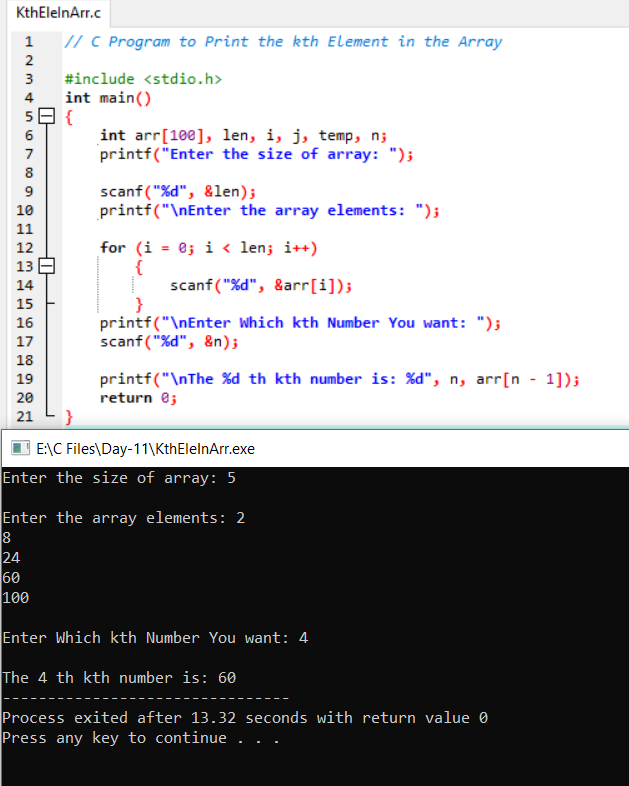 KthEleInArr.c
1 // C Program to Print the kth Element in the Array
2
3 #include <stdio.h>
4 int main()
5 {
6 int arr[100], len, i, j, temp, n;
7 printf("Enter the size of array: ");
8
9 scanf("%d", &len);
10 printf("\nEnter the array elements: ");
11
12 for (i = 0; i < len; i++)
13 {
14 scanf("%d", &arr[i]);
15 }
16 printf("\nEnter Which kth Number You want: ");
17 scanf("%d", &n);
18
19 printf("\nThe %d th kth number is: %d", n, arr[n - 1]);
20 return 0;
21 }
E:\C Files\Day-11\KthEleInArr.exe
Enter the size of array: 5
Enter the array elements: 2
8
24
60
100
Enter Which kth Number You want: 4
The 4 th kth number is: 60
--------------------------------
Process exited after 13.32 seconds with return value 0
Press any key to continue . . .